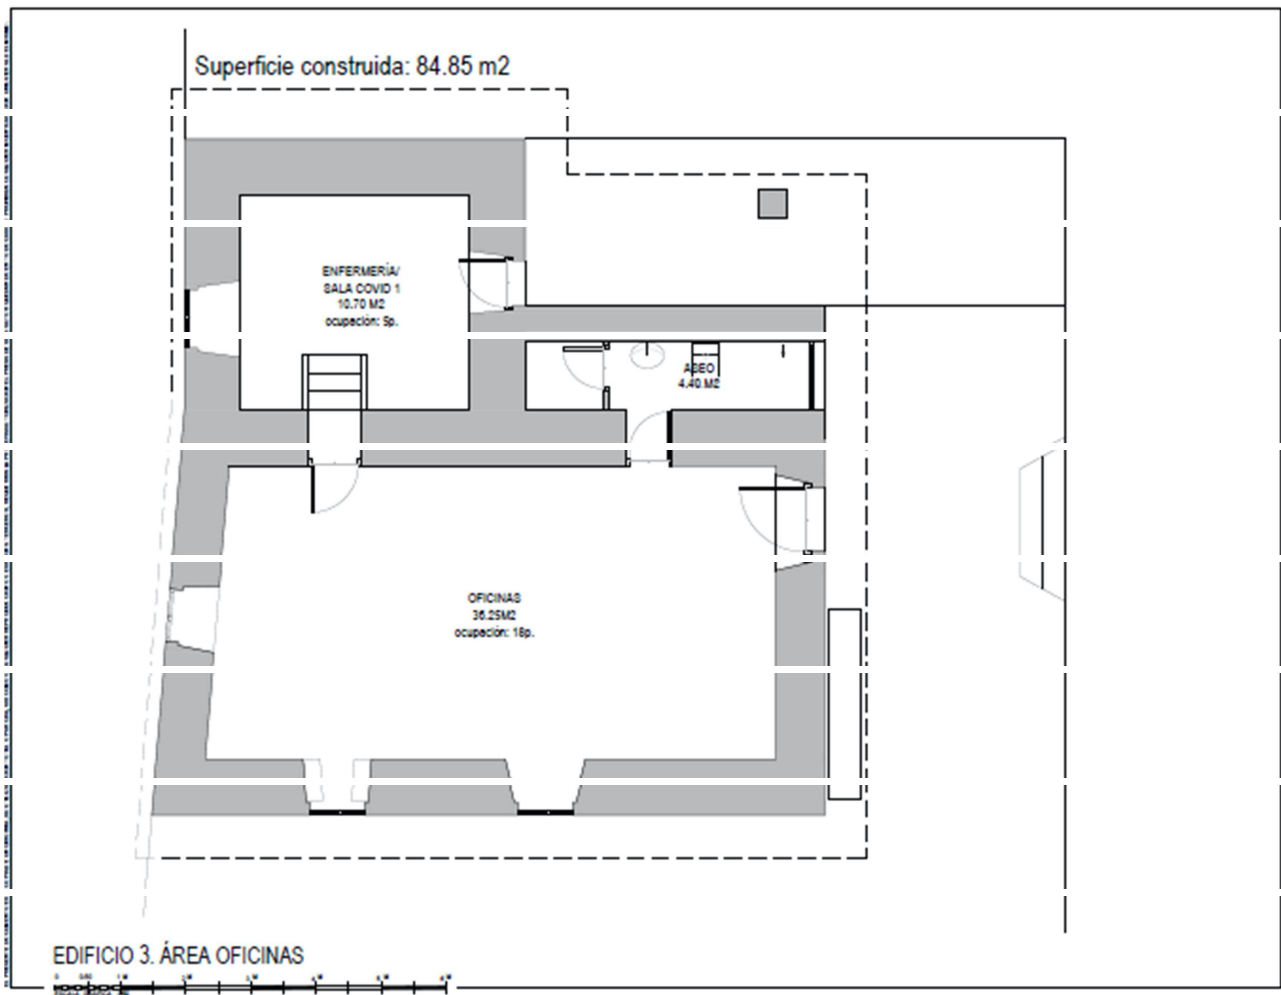 Superficie construida: 84.85 m2
ENFERMERÍA/
SALA COVID 1
10.70 M2
ocupación: 5p.
ASEO
4.40.M2
OFICINAS
36.25M2
ocupación: 18p.
EDIFICIO 3. ÁREA OFICINAS